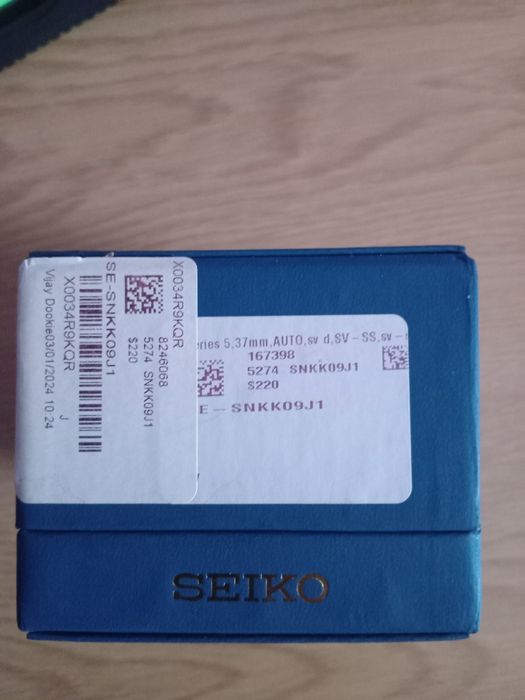 X0034R9KQR
8246068
5274 SNKK09J1
$220
SE-SNKK09J1
J
X0034R9KQR
Vijay Dookie03/01/2024 10:24
eries 5,37mm,AUTO,sv d,SV-SS,sv-
167398
5274 SNKK09J1
$220
E-SNKK09J1
SEIKO